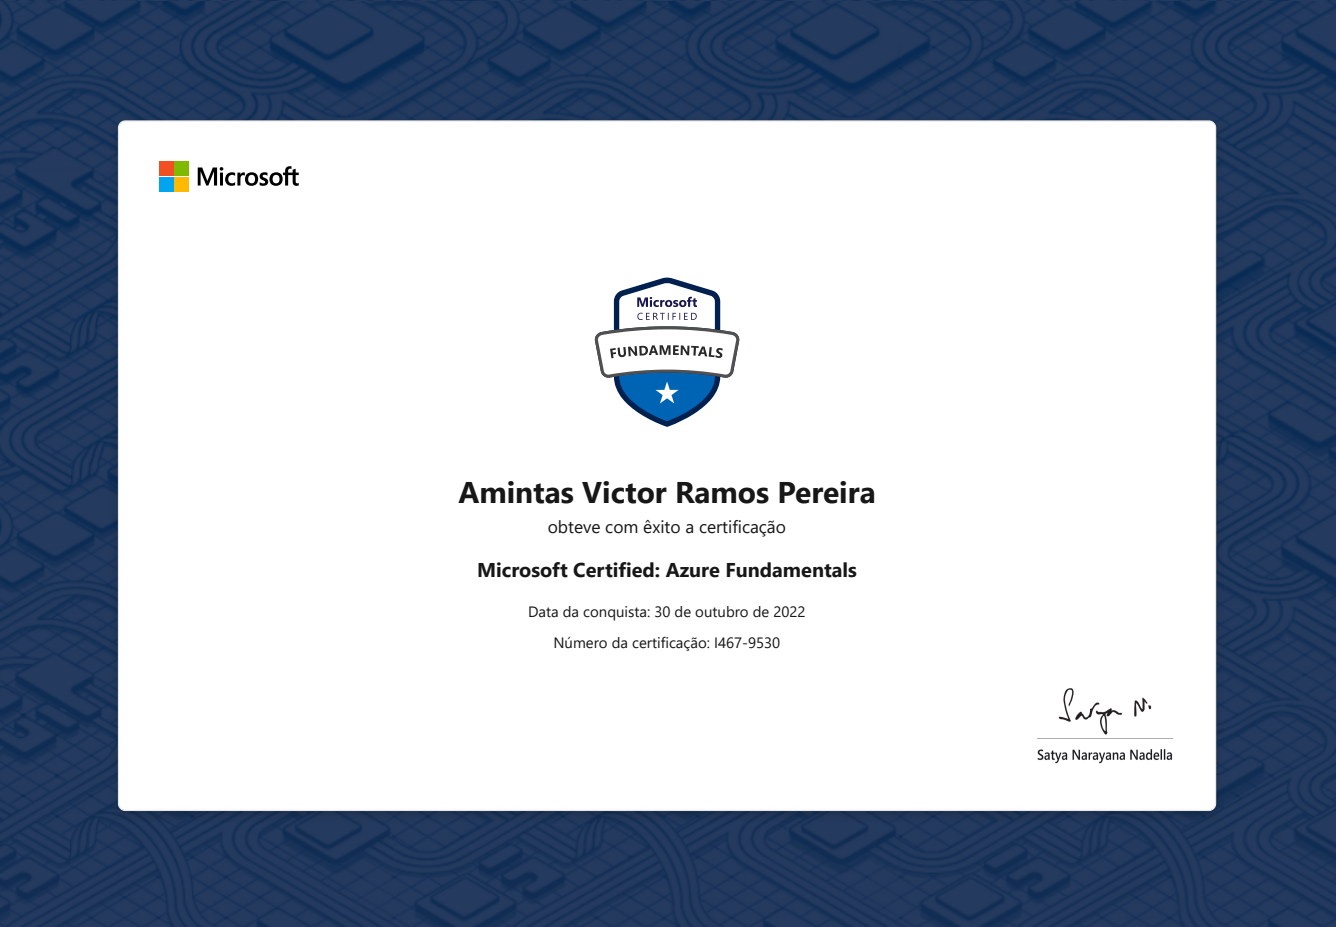 Microsoft
Microsoft
CERTIFIED
FUNDAMENTALS
Amintas Victor Ramos Pereira
obteve com êxito a certificação
Microsoft Certified: Azure Fundamentals
Data da conquista: 30 de outubro de 2022
Número da certificação: I467-9530
Satya N.
Satya Narayana Nadella